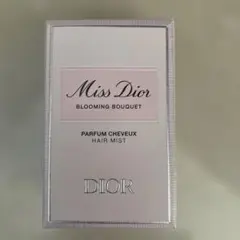 Miss Dior
BLOOMING BOUQUET
PARFUM CHEVEUX
HAIR MIST
DIOR